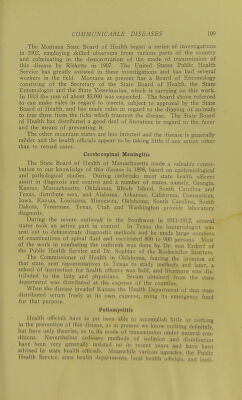 COMMUNICABLE DISEASES 109
The Montana State Board of Health began a series of investigations
in 1902, employing skilled observers from various parts of the country
and culminating in the demonstration of the mode of transmission of
this disease by Ricketts in 1907. The United States Public Health
Service has greatly assisted in these investigations and has had several
workers in the field. Montana at present has a Board of Entomology
consisting of the Secretary of the State Board of Health, the State
Entomologist and the State Veterinarian, which is carrying on this work.
In 1913 the sum of about $5,000 was expended. The board above referred
to can make rules in regard to insects, subject to approval by the State
Board of Health, and has made rules in regard to the dipping of animals
to free them from the ticks which transmit the disease. The State Board
of Health has distributed a good deal of literature in regard to the fever
and the means of preventing it.
The other mountain states are less infected and the disease is generally
milder and the health officials appear to be taking little if any action other
than to record cases.
Cerebrospinal Meningitis
The State Board of Health of Massachusetts made a valuable contri-
bution to our knowledge of this disease in 1898, based on epidemiological
and pathological studies. During outbreaks most state health officers
assist in diagnosis and control and a number of states, namely, Georgia,
Kansas, Massachusetts, Oklahoma, Rhode Island, South Carolina and
Texas, distribute sera, and Alabama, Arkansas, California, Connecticut,
Iowa, Kansas, Louisiana, Minnesota, Oklahoma, South Carolina, South
Dakota, Tennessee, Texas, Utah and Washington provide laboratory
diagnosis.
During the severe outbreak in the Southwest in 1911-1912, several
states took an active part in control. In Texas the bacteriologist was
sent out to demonstrate diagnostic methods and he made large numbers
of examinations of spinal fluid and vaccinated 800 to 900 persons. Most
of the work in combating the outbreak was done by Dr. von Ezdorf of
the Public Health Service and Dr. Sophian of the Rockefeller Institute.
The Commissioner of Health in Oklahoma, fearing the invasion of
that state, sent representatives to Texas to study methods and later, a
school of instruction for health officers was held, and literature was dis-
tributed to the laity and physicians. Serum obtained from the state
department was distributed at the expense of the counties.
When the disease invaded Kansas the Health Department of that state
distributed serum freely at its own expense, using its emergency fund
for that purpose.
Poliomyelitis
Health officials have as yet been able to accomplish little or nothing
in the prevention of this disease, as at present we know nothing definitely,
but have only theories, as to its mode of transmission under natural condi-
tions. Nevertheless ordinary methods of isolation and disinfection
have been very generally insisted on in recent years and have been
advised by state health officials. Meanwhile various agencies, the Public
Health Service, state health departments, local health officials, and insti-